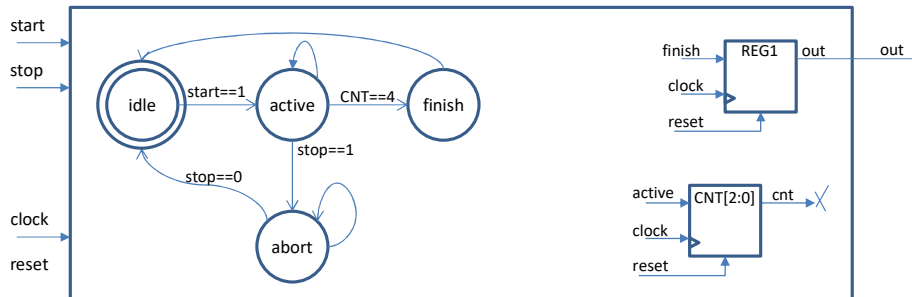 start
stop
clock
reset
idle
start==1
active
CNT==4
finish
stop==1
stop==0
abort
finish
REG1
out
out
clock
reset
active
CNT[2:0]
cnt
clock
reset